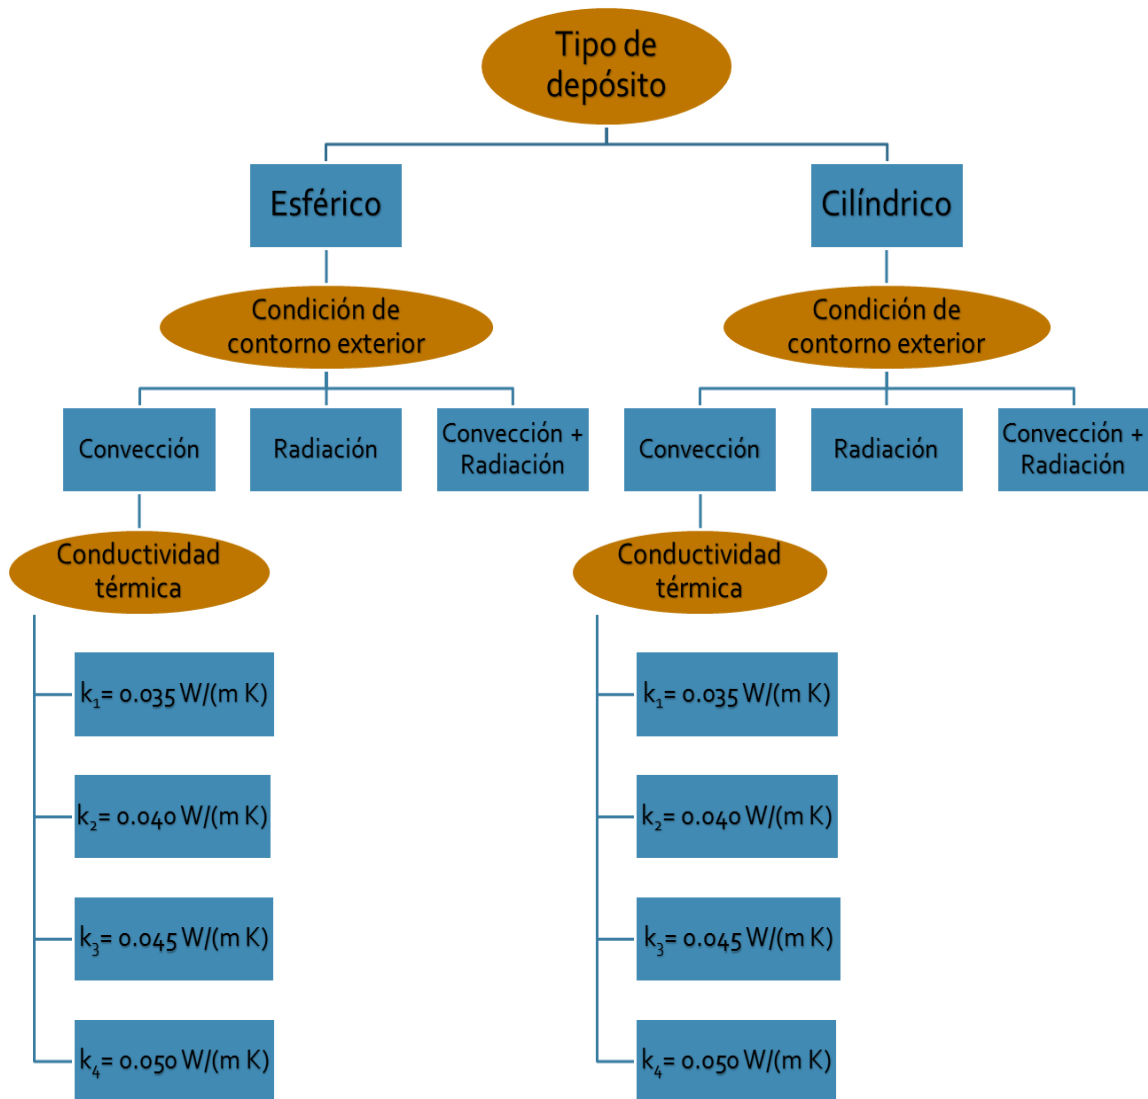 Tipo de
depósito
Esférico
Cilíndrico
Condición de
contorno exterior
Condición de
contorno exterior
Convección
Radiación
Convección +
Radiación
Convección
Radiación
Convección +
Radiación
Conductividad
térmica
Conductividad
térmica
k₁= 0.035 W/(m K)
k₁= 0.035 W/(m K)
k₂= 0.040 W/(m K)
k₂= 0.040 W/(m K)
k₃= 0.045 W/(m K)
k₃= 0.045 W/(m K)
k₄= 0.050 W/(m K)
k₄= 0.050 W/(m K)